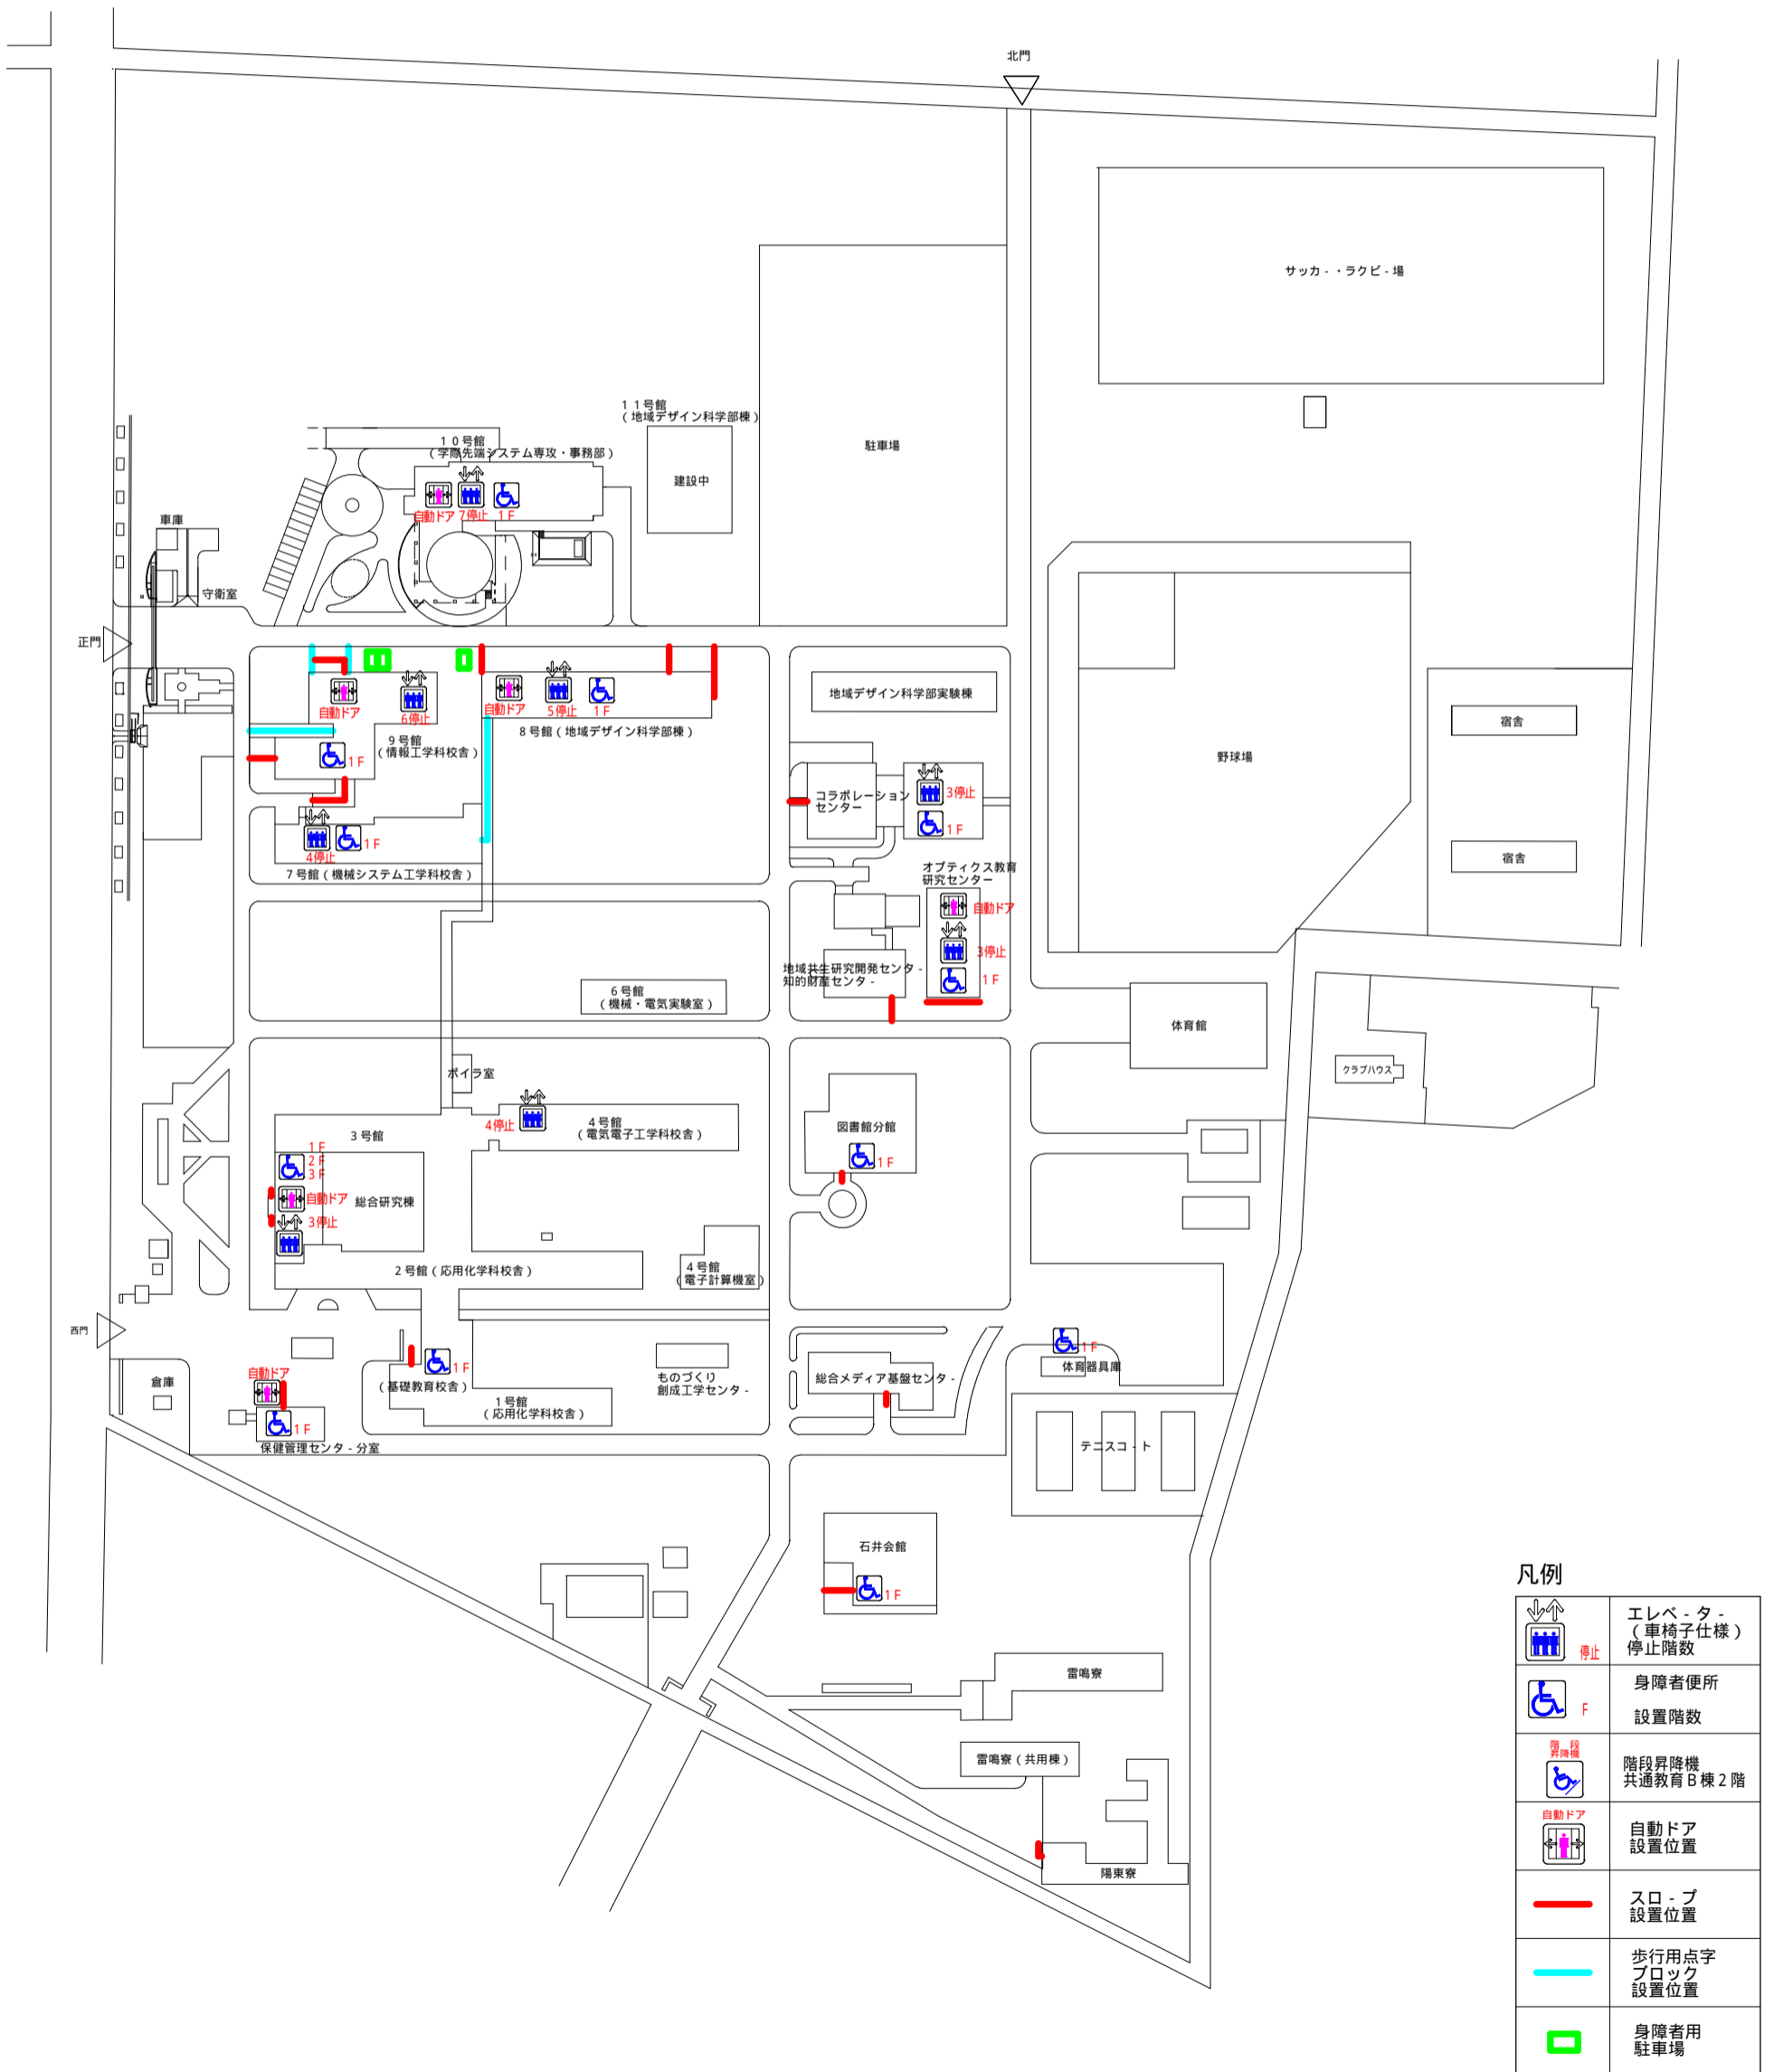 北門
サッカ-・ラグビ-場
１１号館
（地域デザイン科学部棟）
建設中
駐車場
１０号館
（学際先端システム専攻・事務部）
自動ドア
7停止
1F
車庫
守衛室
正門
自動ドア
6停止
９号館
（情報工学科校舎）
1F
自動ドア
5停止
1F
８号館（地域デザイン科学部棟）
4停止
1F
７号館（機械システム工学科校舎）
地域デザイン科学部実験棟
コラボレーション
センター
3停止
1F
オプティクス教育
研究センター
自動ドア
3停止
1F
地域共生研究開発センタ-
知的財産センタ-
野球場
宿舎
宿舎
６号館
（機械・電気実験室）
体育館
クラブハウス
ボイラ室
4停止
４号館
（電気電子工学科校舎）
３号館
1F
2F
3F
自動ドア
3停止
総合研究棟
図書館分館
1F
２号館（応用化学科校舎）
４号館
（電子計算機室）
西門
倉庫
自動ドア
1F
保健管理センタ-分室
1F
（基礎教育校舎）
１号館
（応用化学科校舎）
ものづくり
創成工学センタ-
総合メディア基盤センタ-
1F
体育器具庫
テニスコ-ト
石井会館
1F
雷鳴寮
雷鳴寮（共用棟）
陽東寮
凡例
停止
エレベ-タ-
（車椅子仕様）
停止階数
F
身障者便所
設置階数
階 段
昇降機
階段昇降機
共通教育Ｂ棟２階
自動ドア
自動ドア
設置位置
スロ-プ
設置位置
歩行用点字
ブロック
設置位置
身障者用
駐車場